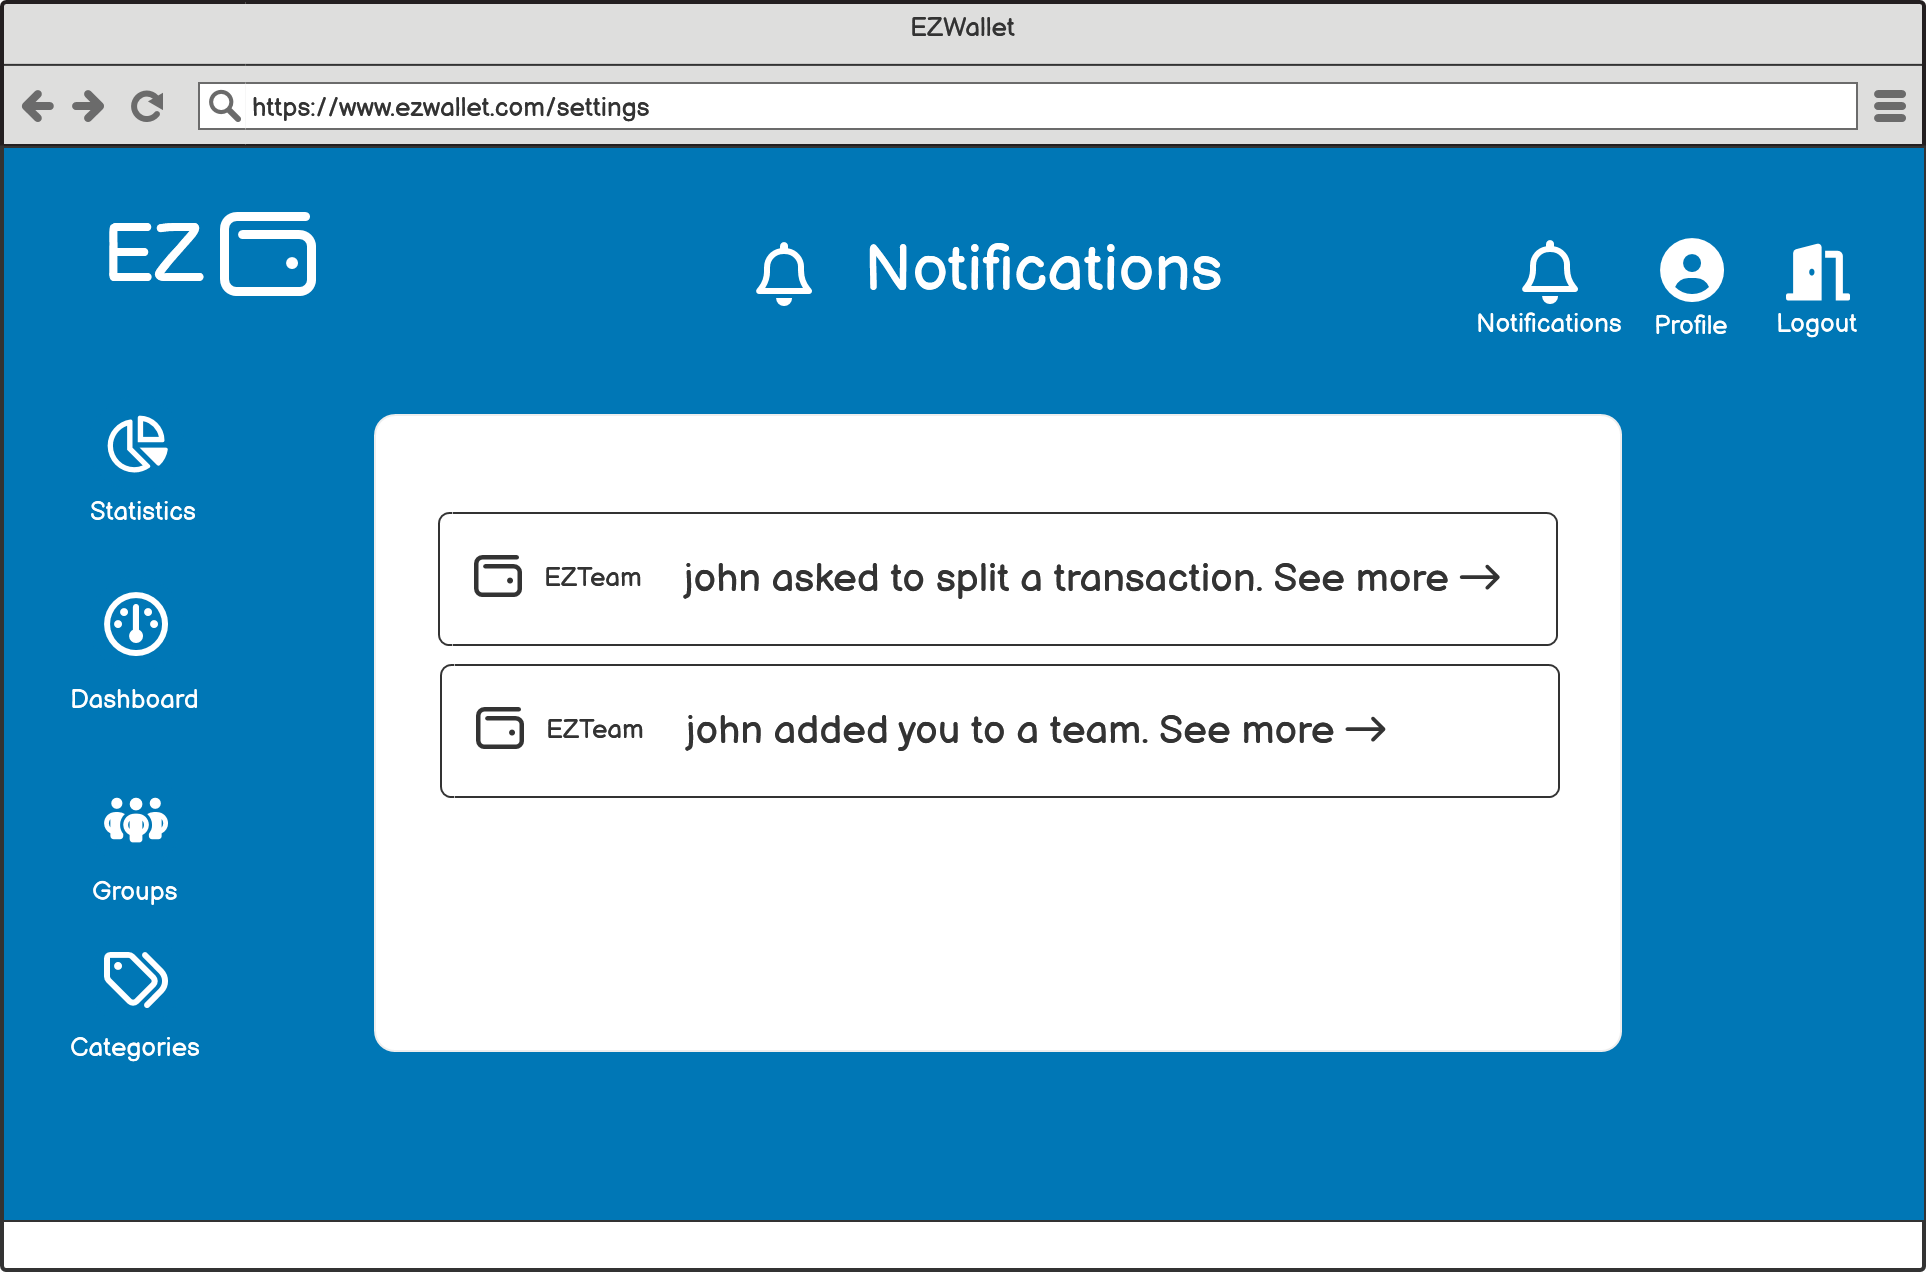 EZWallet
https://www.ezwallet.com/settings
EZ
Notifications
Notifications
Profile
Logout
Statistics
Dashboard
Groups
Categories
EZTeam john asked to split a transaction. See more →
EZTeam john added you to a team. See more →